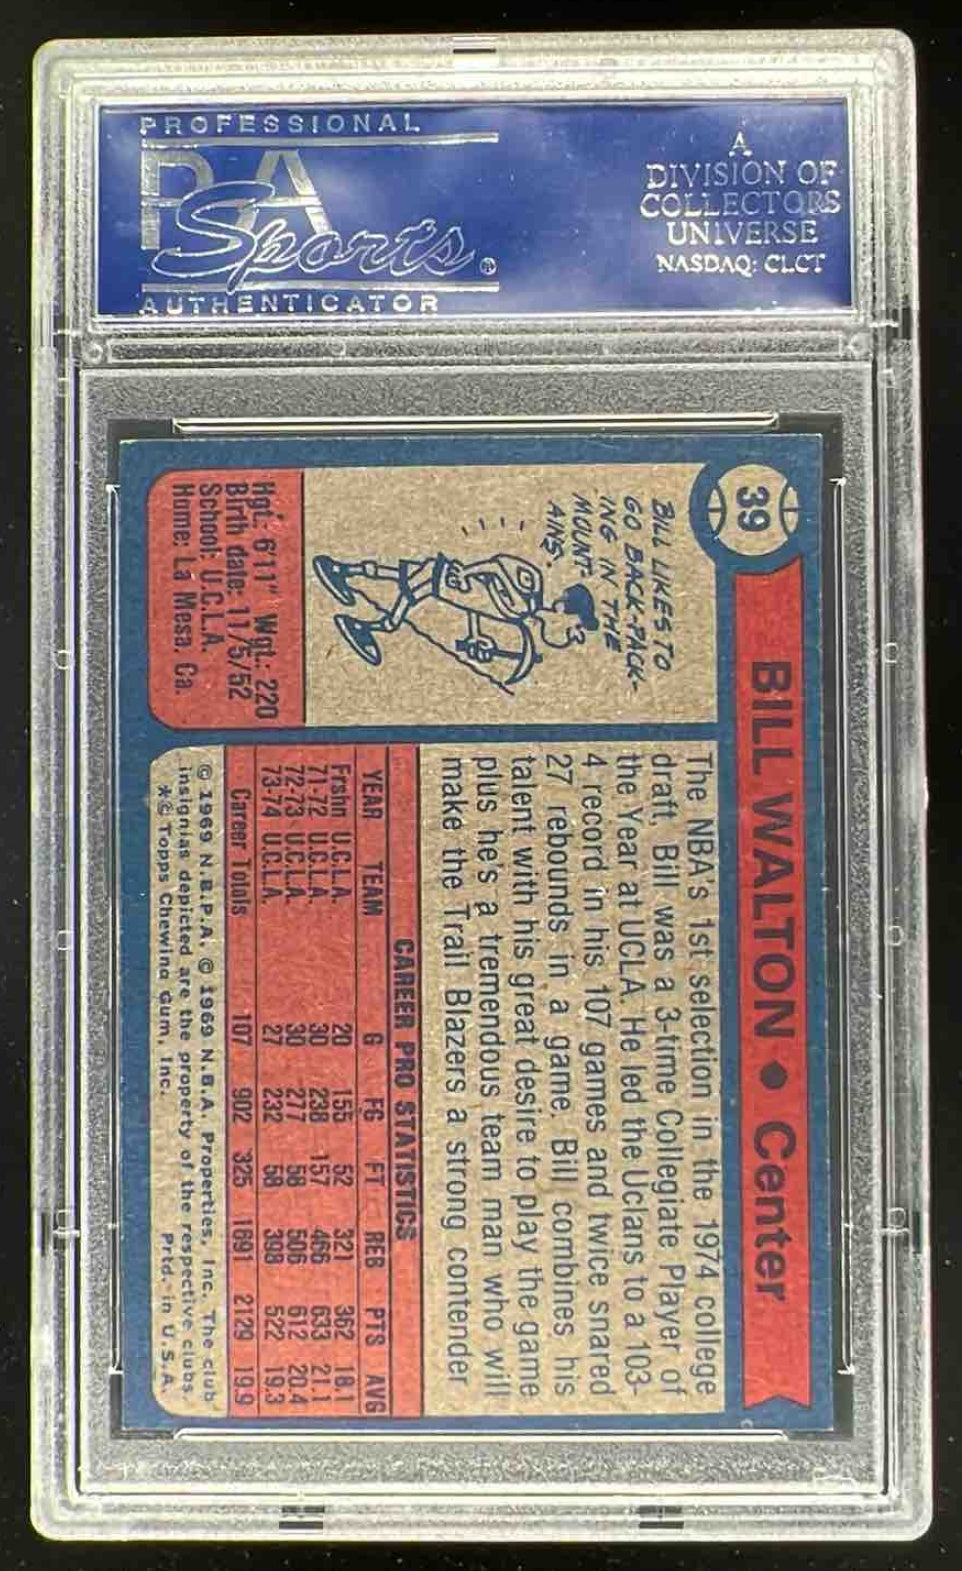 PROFESSIONAL
PSA
Sports®
AUTHENTICATOR
A
DIVISION OF
COLLECTORS
UNIVERSE
NASDAQ: CLCT
39
BILL WALTON • Center
BILL LIKES TO
GO BACK-PACK-
ING IN THE
MOUNT-
AINS.
Hgt.: 6'11" Wgt.: 220
Birth date: 11/5/52
School: U.C.L.A.
Home: La Mesa, Ca.
The NBA's 1st selection in the 1974 college
draft, Bill was a 3-time Collegiate Player of
the Year at UCLA. He led the Uclans to a 103-
4 record in his 107 games and twice snared
27 rebounds in a game. Bill combines his
talent with his great desire to play the game
plus he's a tremendous team man who will
make the Trail Blazers a strong contender
CAREER PRO STATISTICS
YEAR TEAM G FG FT REB PTS AVG
Frshn U.C.L.A. 20 155 52 321 362 18.1
71-72 U.C.L.A. 30 238 157 466 633 21.1
72-73 U.C.L.A. 30 277 58 506 612 20.4
73-74 U.C.L.A. 27 232 58 398 522 19.3
Career Totals 107 902 325 1691 2129 19.9
© 1969 N.B.P.A. © 1969 N.B.A. Properties, Inc. The club
insignias depicted are the property of the respective clubs.
*© Topps Chewing Gum, Inc. Prtd. in U.S.A.